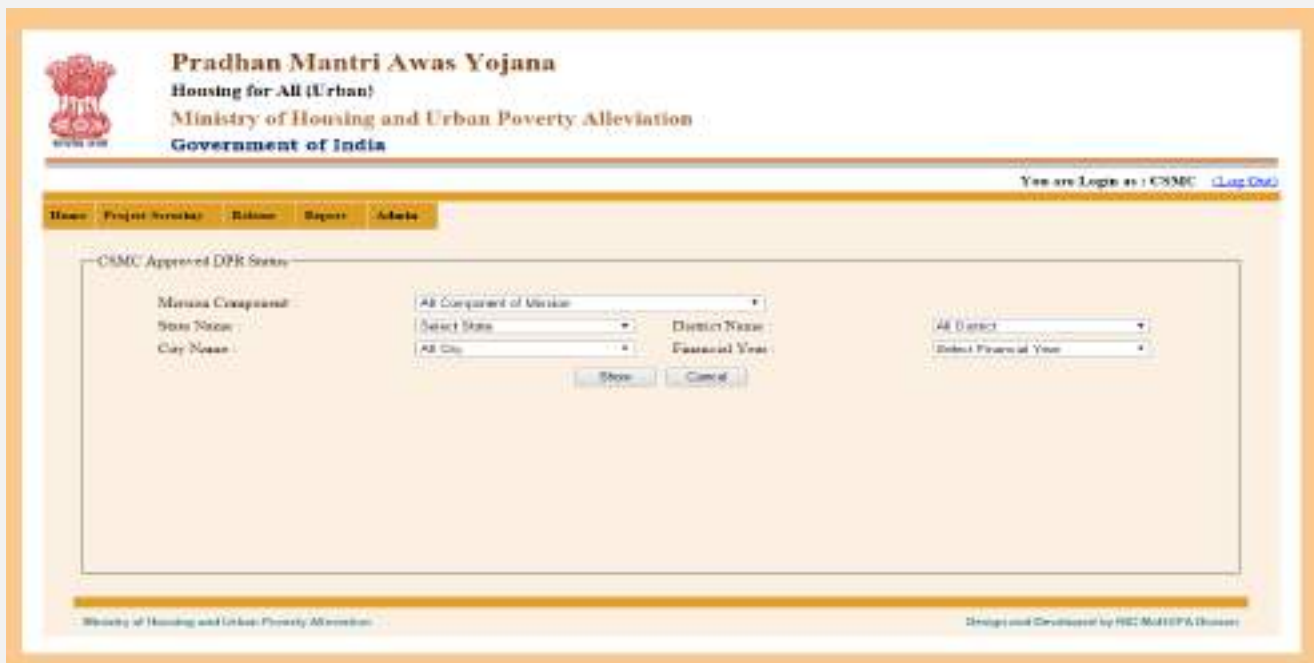 Pradhan Mantri Awas Yojana
Housing for All (Urban)
Ministry of Housing and Urban Poverty Alleviation
Government of India
You are Login as : CSMC (Log Out)
Home Project Scrutiny Release Report Admin
CSMC Approved DPR Status
Mission Component All Component of Mission
State Name Select State District Name All District
City Name All City Financial Year Select Financial Year
Show Cancel
Ministry of Housing and Urban Poverty Alleviation Design and Developed by NIC MoHUPA Division